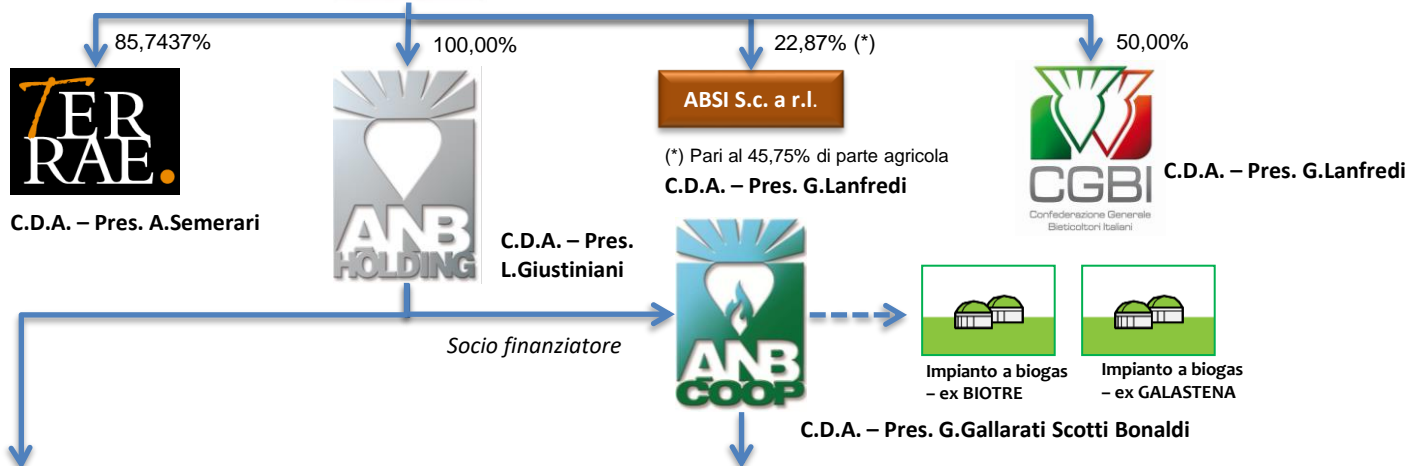 85,7437%
100,00%
22,87% (*)
50,00%
TER
RAE.
ABSI S.c. a r.l.
(*) Pari al 45,75% di parte agricola
C.D.A. – Pres. G.Lanfredi
CGBI
Confederazione Generale
Bieticoltori Italiani
C.D.A. – Pres. G.Lanfredi
C.D.A. – Pres. A.Semerari
ANB
HOLDING
C.D.A. – Pres.
L.Giustiniani
Socio finanziatore
ANB
COOP
Impianto a biogas
– ex BIOTRE
Impianto a biogas
– ex GALASTENA
C.D.A. – Pres. G.Gallarati Scotti Bonaldi